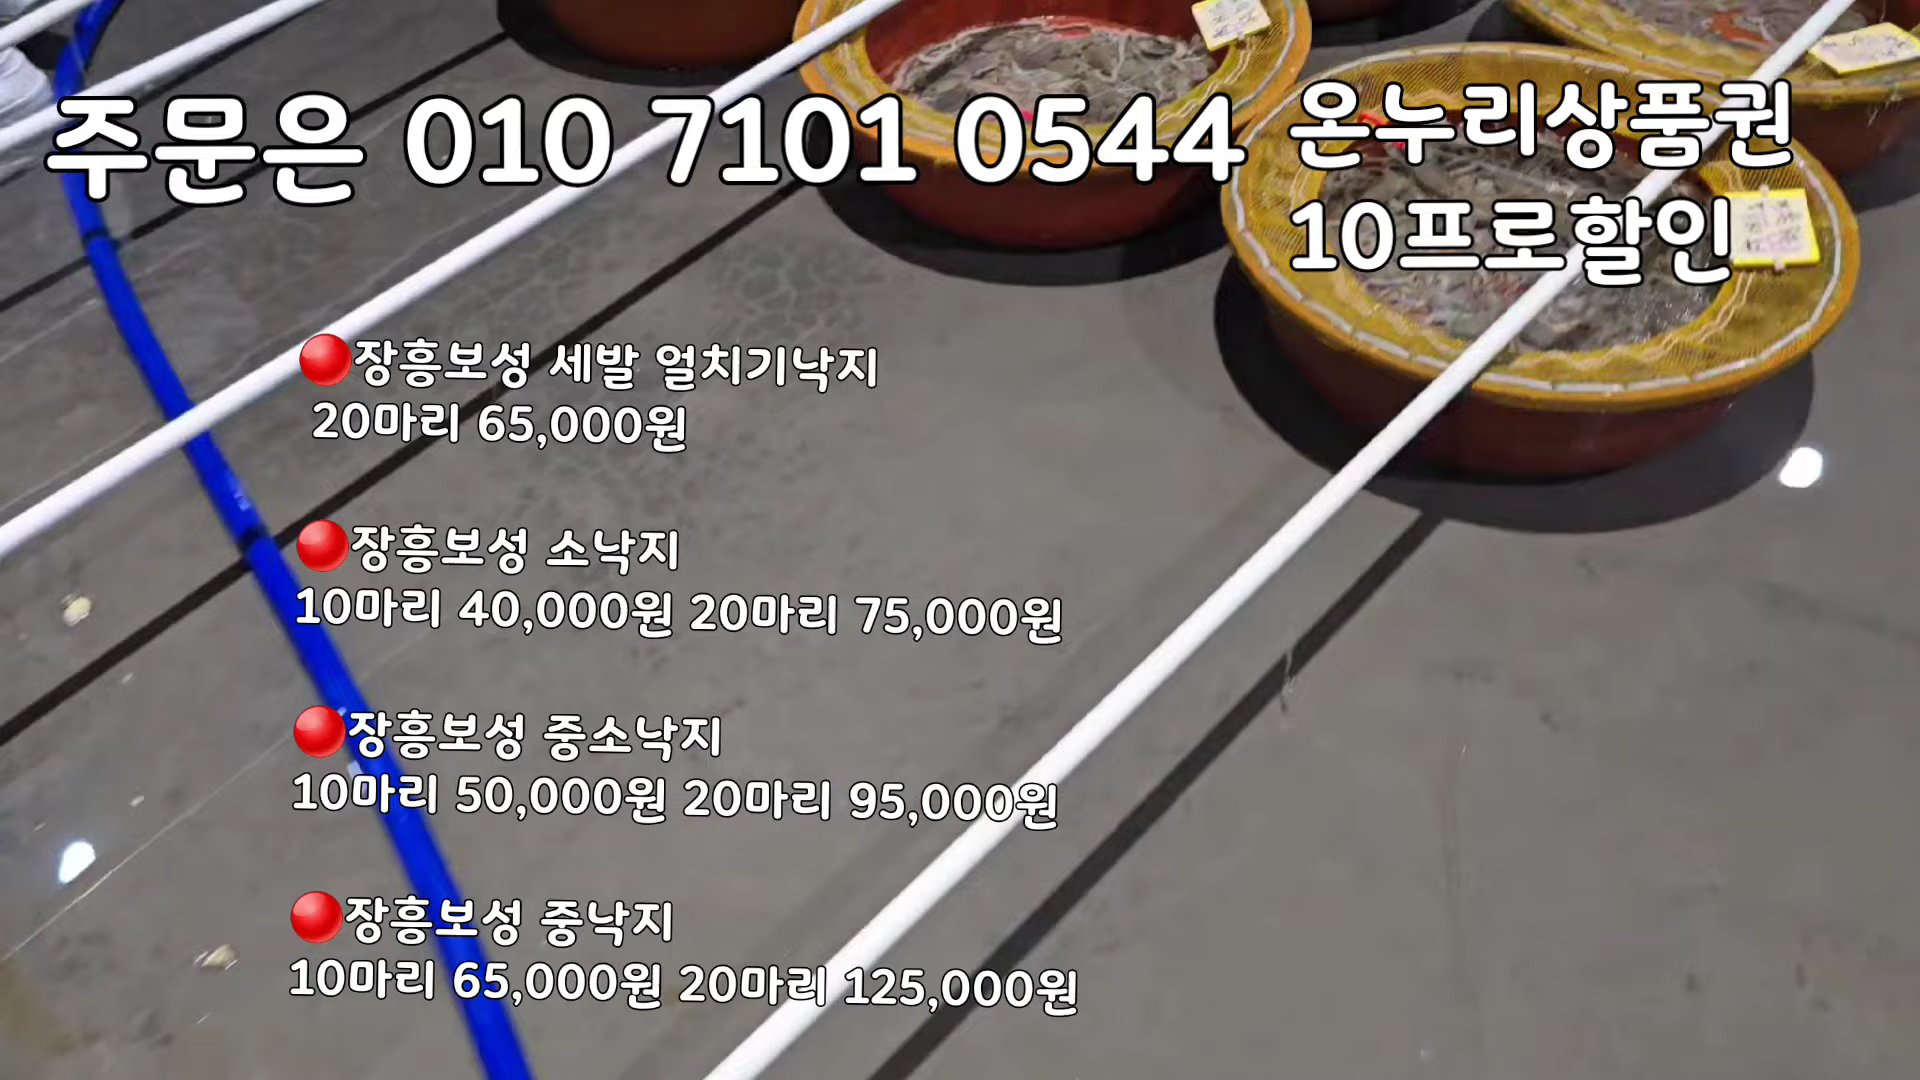 주문은 010 7101 0544
온누리상품권
10프로할인
🔴장흥보성 세발 얼치기낙지
20마리 65,000원
🔴장흥보성 소낙지
10마리 40,000원 20마리 75,000원
🔴장흥보성 중소낙지
10마리 50,000원 20마리 95,000원
🔴장흥보성 중낙지
10마리 65,000원 20마리 125,000원